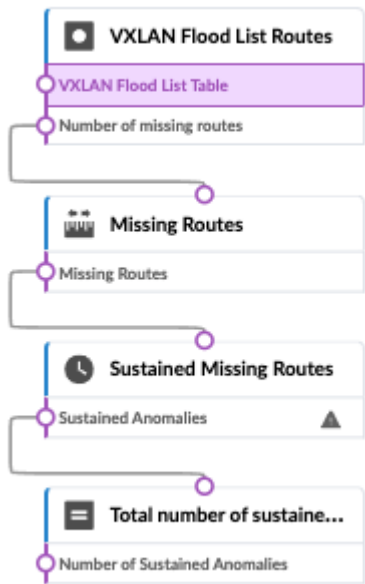 VXLAN Flood List Routes
VXLAN Flood List Table
Number of missing routes
Missing Routes
Missing Routes
Sustained Missing Routes
Sustained Anomalies
Total number of sustaine...
Number of Sustained Anomalies